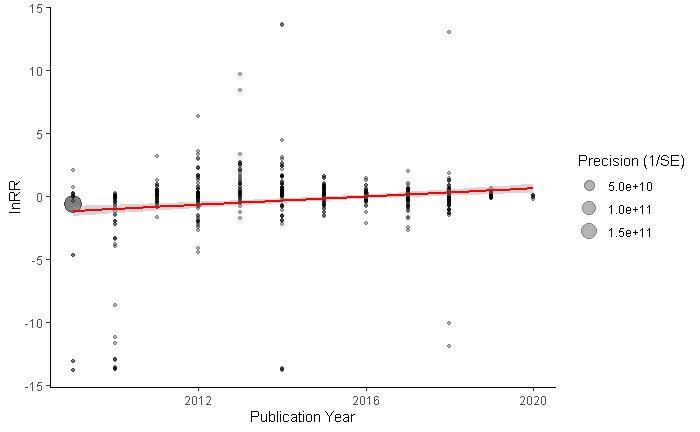 15
10
5
0
-5
-10
-15
lnRR
2012
2016
2020
Publication Year
Precision (1/SE)
5.0e+10
1.0e+11
1.5e+11